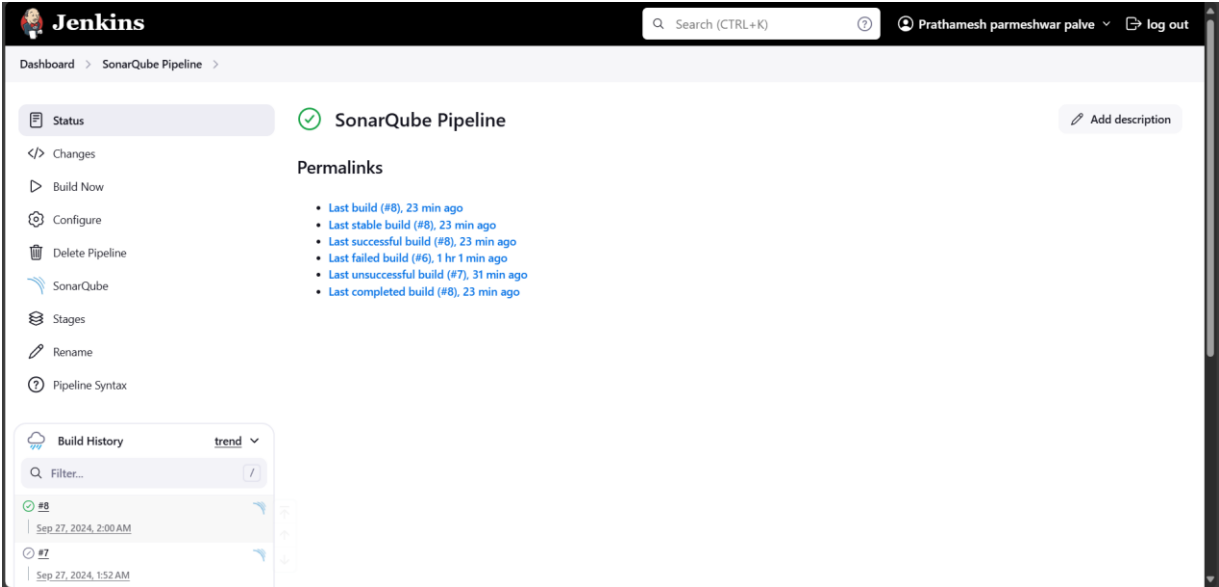 Jenkins
Search (CTRL+K)
Prathamesh parmeshwar palve
log out
Dashboard > SonarQube Pipeline >
Status
Changes
Build Now
Configure
Delete Pipeline
SonarQube
Stages
Rename
Pipeline Syntax
Build History
trend
Filter...
/
#8
Sep 27, 2024, 2:00 AM
#7
Sep 27, 2024, 1:52 AM
SonarQube Pipeline
Add description
Permalinks
Last build (#8), 23 min ago
Last stable build (#8), 23 min ago
Last successful build (#8), 23 min ago
Last failed build (#6), 1 hr 1 min ago
Last unsuccessful build (#7), 31 min ago
Last completed build (#8), 23 min ago